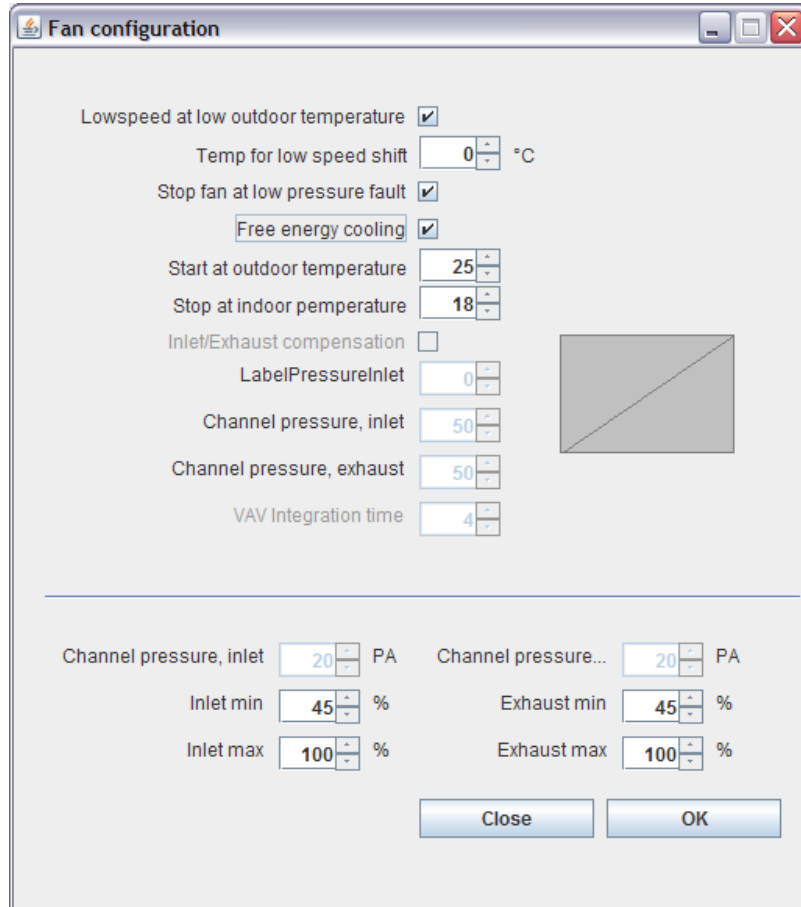 Fan configuration
Lowspeed at low outdoor temperature
Temp for low speed shift 0 °C
Stop fan at low pressure fault
Free energy cooling
Start at outdoor temperature 25
Stop at indoor pemperature 18
Inlet/Exhaust compensation
LabelPressureInlet 0
Channel pressure, inlet 50
Channel pressure, exhaust 50
VAV Integration time 4
Channel pressure, inlet 20 PA Channel pressure... 20 PA
Inlet min 45 % Exhaust min 45 %
Inlet max 100 % Exhaust max 100 %
Close OK